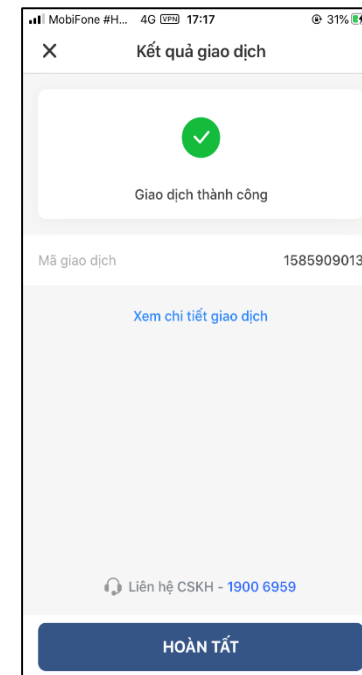 MobiFone #H... 4G VPN 17:17 31%
Kết quả giao dịch
Giao dịch thành công
Mã giao dịch 1585909013
Xem chi tiết giao dịch
Liên hệ CSKH - 1900 6959
HOÀN TẤT